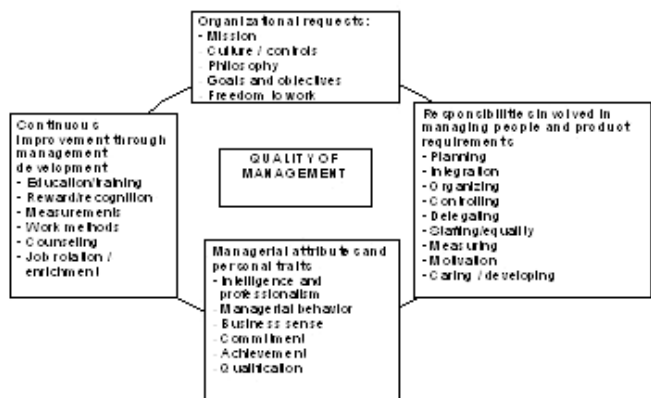 Organizational requests:
- Mission
- Culture / controls
- Philosophy
- Goals and objectives
- Freedom to work
Continuous
improvement through
management
development
- Education/training
- Reward/recognition
- Measurements
- Work methods
- Counseling
- Job rotation /
enrichment
QUALITY OF
MANAGEMENT
Responsibilities involved in
managing people and product
requirements
- Planning
- Integration
- Organizing
- Controlling
- Delegating
- Staffing/equality
- Measuring
- Motivation
- Caring / developing
Managerial attributes and
personal traits
- Intelligence and
professionalism
- Managerial behavior
- Business sense
- Commitment
- Achievement
- Qualification